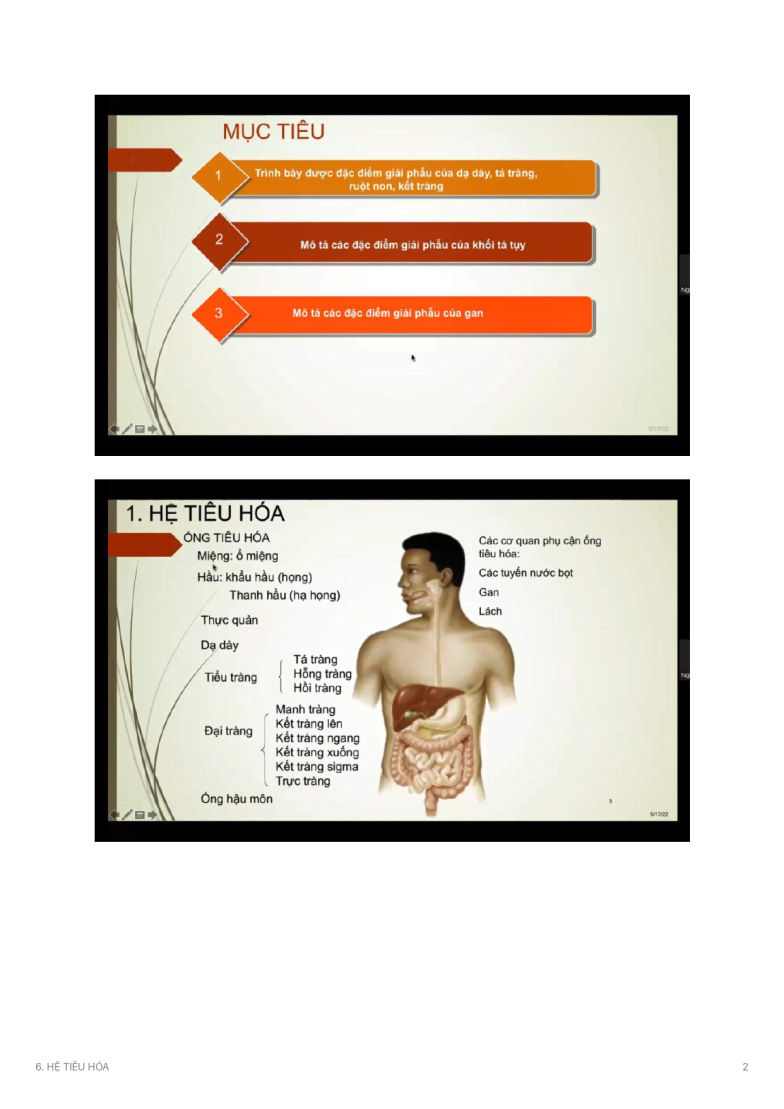 MỤC TIÊU
1
Trình bày được đặc điểm giải phẫu của dạ dày, tá tràng,
ruột non, kết tràng
2
Mô tả các đặc điểm giải phẫu của khối tá tụy
3
Mô tả các đặc điểm giải phẫu của gan
Ng
5/17/22
1. HỆ TIÊU HÓA
ỐNG TIÊU HÓA
Miệng: ổ miệng
Hầu: khẩu hầu (họng)
Thanh hầu (hạ họng)
Thực quản
Dạ dày
Tiểu tràng
Tá tràng
Hỗng tràng
Hồi tràng
Đại tràng
Manh tràng
Kết tràng lên
Kết tràng ngang
Kết tràng xuống
Kết tràng sigma
Trực tràng
Ống hậu môn
Các cơ quan phụ cận ống
tiêu hóa:
Các tuyến nước bọt
Gan
Lách
Ng
3
5/17/22
6. HỆ TIÊU HÓA
2